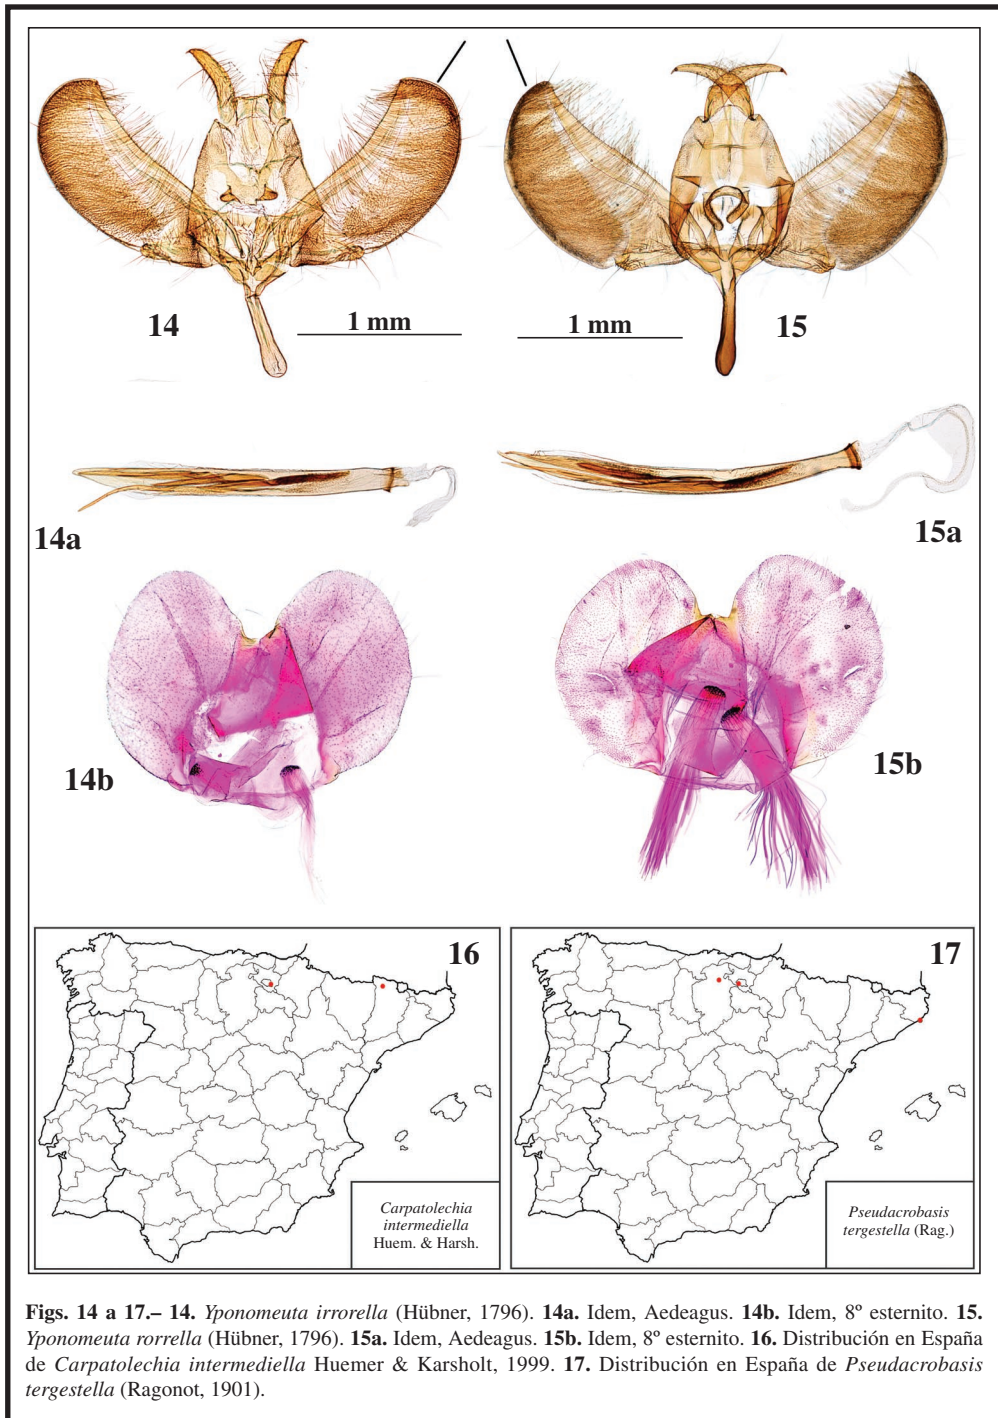 14
1 mm
1 mm
15
14a
15a
14b
15b
16
17
Carpatolechia
intermediella
Huem. & Harsh.
Pseudacrobasis
tergestella (Rag.)
Figs. 14 a 17.– 14. Yponomeuta irrorella (Hübner, 1796). 14a. Idem, Aedeagus. 14b. Idem, 8º esternito. 15.
Yponomeuta rorrella (Hübner, 1796). 15a. Idem, Aedeagus. 15b. Idem, 8º esternito. 16. Distribución en España
de Carpatolechia intermediella Huemer & Karsholt, 1999. 17. Distribución en España de Pseudacrobasis
tergestella (Ragonot, 1901).